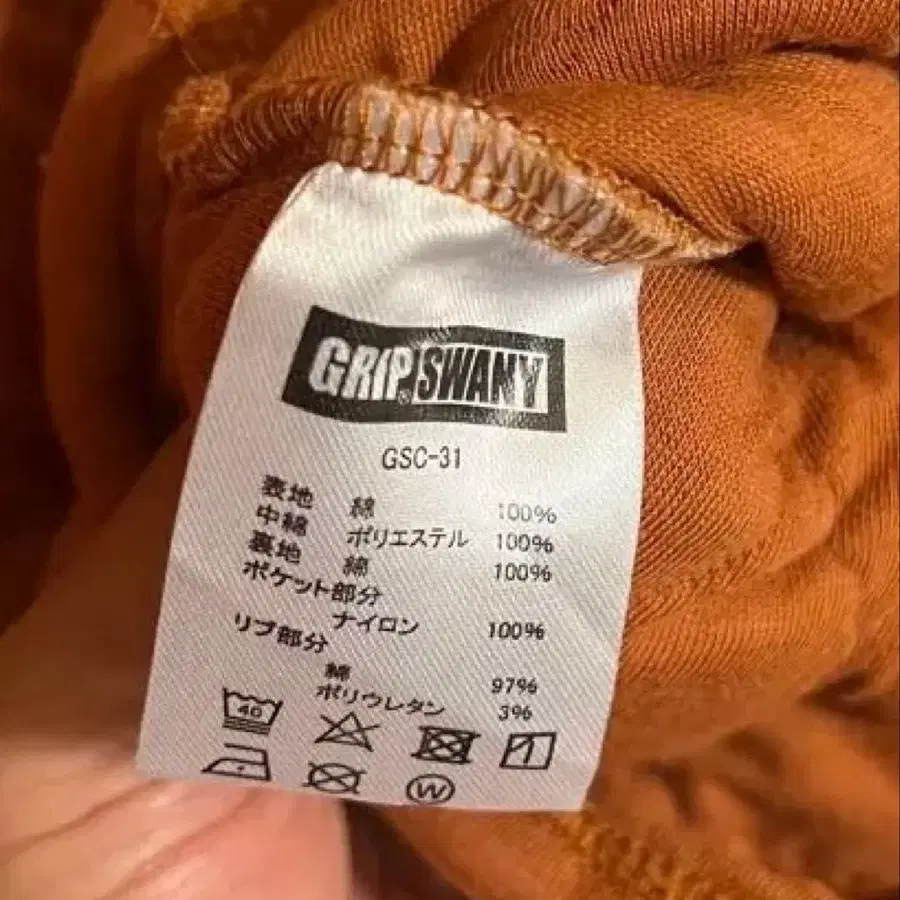 GRIP SWANY
GSC-31
表地 綿 100%
中綿 ポリエステル 100%
裏地 綿 100%
ポケット部分
ナイロン 100%
リブ部分
綿 97%
ポリウレタン 3%
40
W